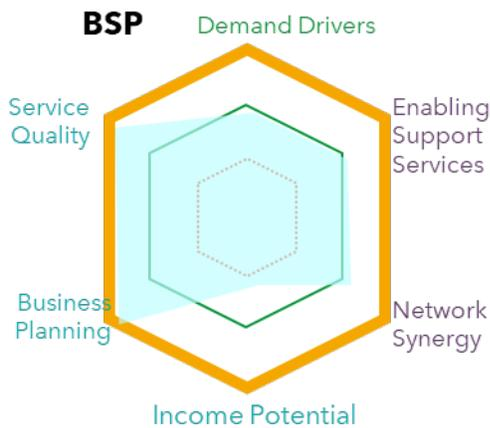 BSP
Demand Drivers
Service
Quality
Enabling
Support
Services
Business
Planning
Network
Synergy
Income Potential